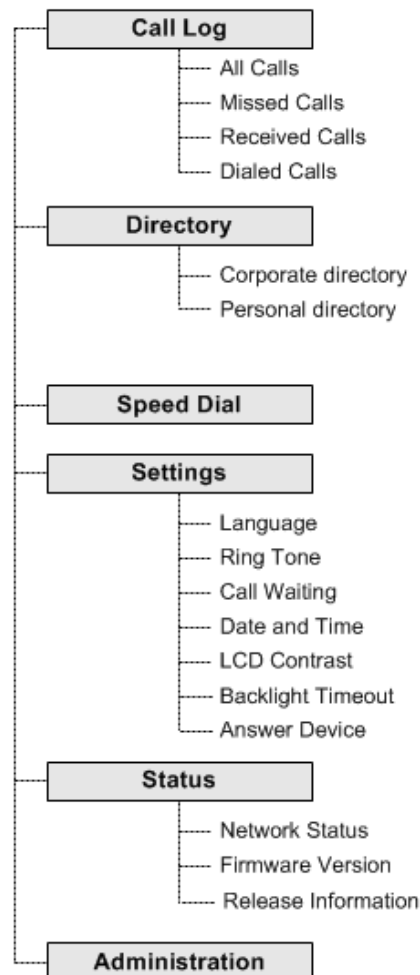 Call Log
All Calls
Missed Calls
Received Calls
Dialed Calls
Directory
Corporate directory
Personal directory
Speed Dial
Settings
Language
Ring Tone
Call Waiting
Date and Time
LCD Contrast
Backlight Timeout
Answer Device
Status
Network Status
Firmware Version
Release Information
Administration